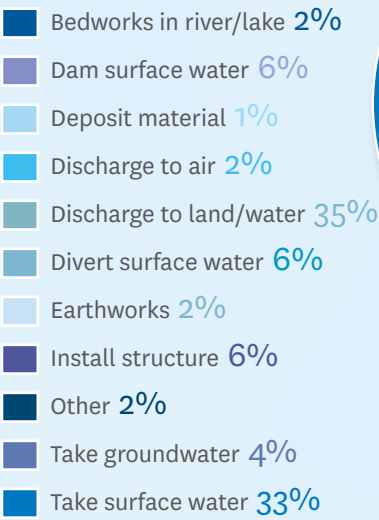 Bedworks in river/lake 2%
Dam surface water 6%
Deposit material 1%
Discharge to air 2%
Discharge to land/water 35%
Divert surface water 6%
Earthworks 2%
Install structure 6%
Other 2%
Take groundwater 4%
Take surface water 33%